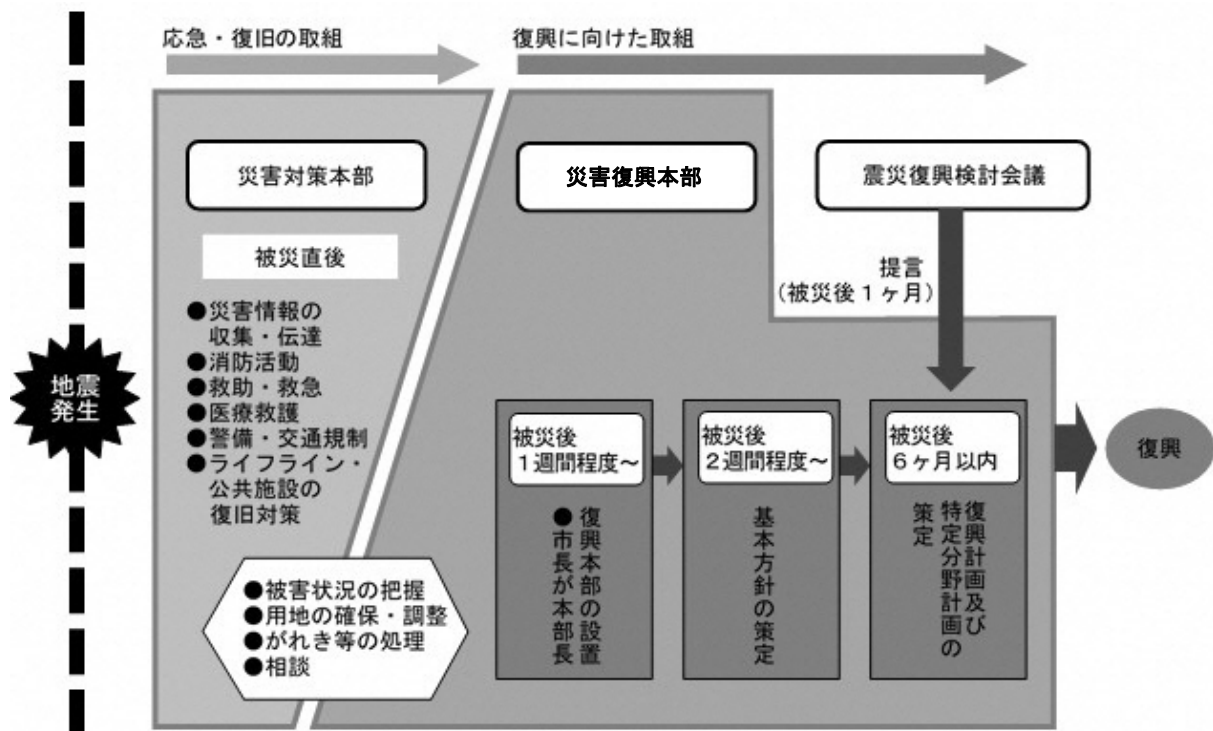 応急・復旧の取組
復興に向けた取組
地震
発生
災害対策本部
被災直後
●災害情報の
収集・伝達
●消防活動
●救助・救急
●医療救護
●警備・交通規制
●ライフライン・
公共施設の
復旧対策
●被害状況の把握
●用地の確保・調整
●がれき等の処理
●相談
災害復興本部
震災復興検討会議
提言
(被災後１ヶ月)
被災後
１週間程度～
復興本部の設置
●市長が本部長
被災後
２週間程度～
基本方針の策定
被災後
６ヶ月以内
復興計画及び
特定分野計画の
策定
復興